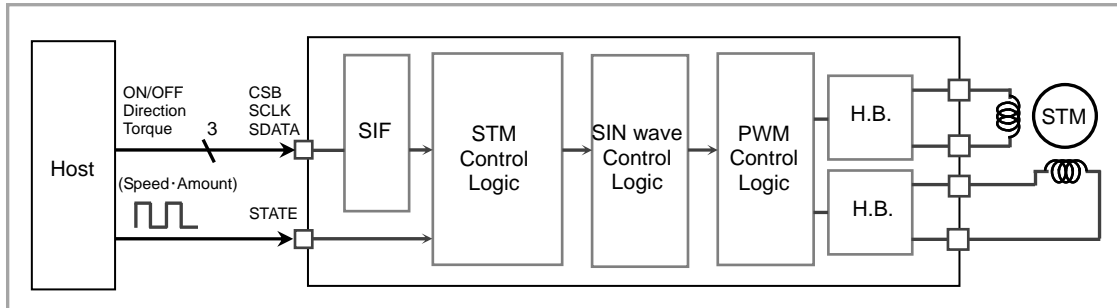 Host
ON/OFF
Direction
Torque
3
CSB
SCLK
SDATA
(Speed･Amount)
STATE
SIF
STM
Control
Logic
SIN wave
Control
Logic
PWM
Control
Logic
H.B.
H.B.
STM